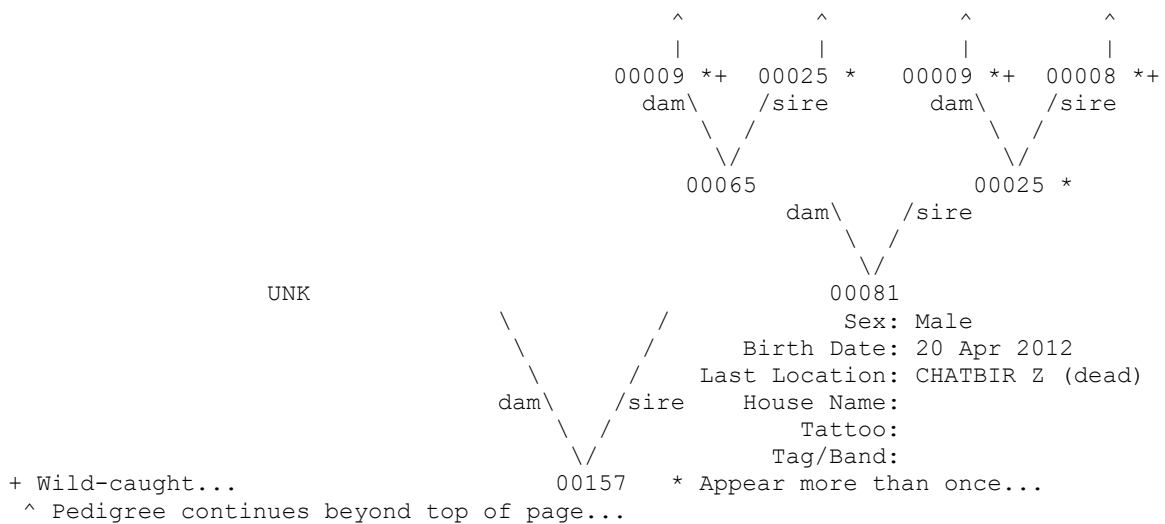 ^ ^ ^ ^
| | | |
00009 *+ 00025 * 00009 *+ 00008 *+
dam\ /sire dam\ /sire
\ / \ /
\/ \/
00065 00025 *
dam\ /sire
\ /
\/
UNK 00081
\ / Sex: Male
\ / Birth Date: 20 Apr 2012
\ / Last Location: CHATBIR Z (dead)
dam\ /sire House Name:
\ / Tattoo:
\/ Tag/Band:
+ Wild-caught... 00157 * Appear more than once...
^ Pedigree continues beyond top of page...